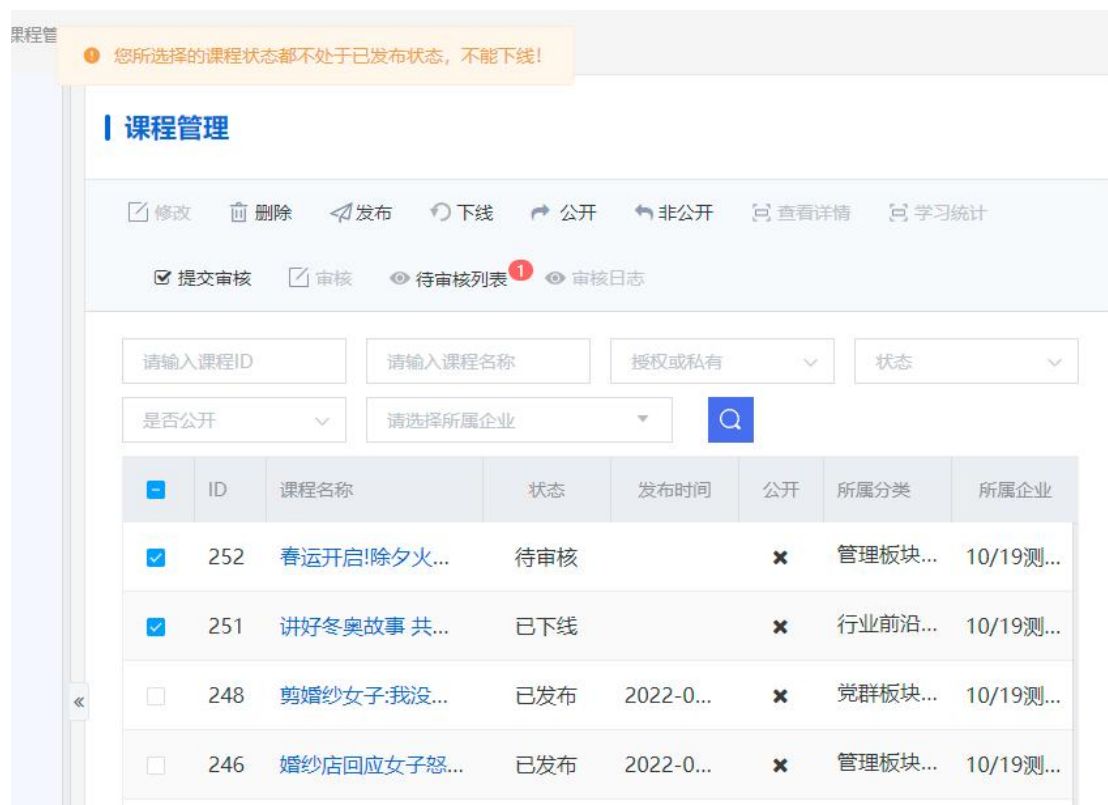 课程管
您所选择的课程状态都不处于已发布状态，不能下线！
课程管理
修改 删除 发布 下线 公开 非公开 查看详情 学习统计
提交审核 审核 待审核列表 1 审核日志
请输入课程ID 请输入课程名称 授权或私有 状态
是否公开 请选择所属企业
ID 课程名称 状态 发布时间 公开 所属分类 所属企业
252 春运开启!除夕火... 待审核 管理板块... 10/19测...
251 讲好冬奥故事 共... 已下线 行业前沿... 10/19测...
248 剪婚纱女子:我没... 已发布 2022-0... 党群板块... 10/19测...
246 婚纱店回应女子怒... 已发布 2022-0... 管理板块... 10/19测...